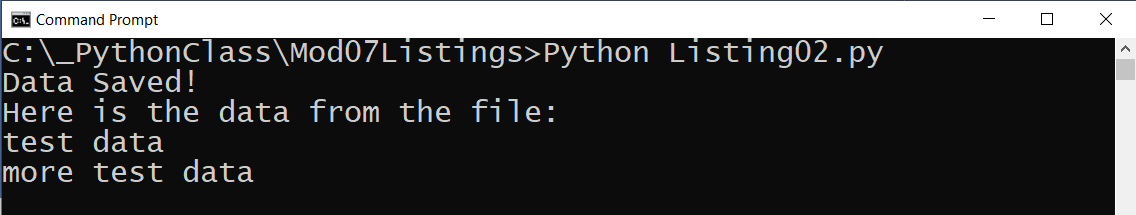 Command Prompt
C:\_PythonClass\Mod07Listings>Python Listing02.py
Data Saved!
Here is the data from the file:
test data
more test data